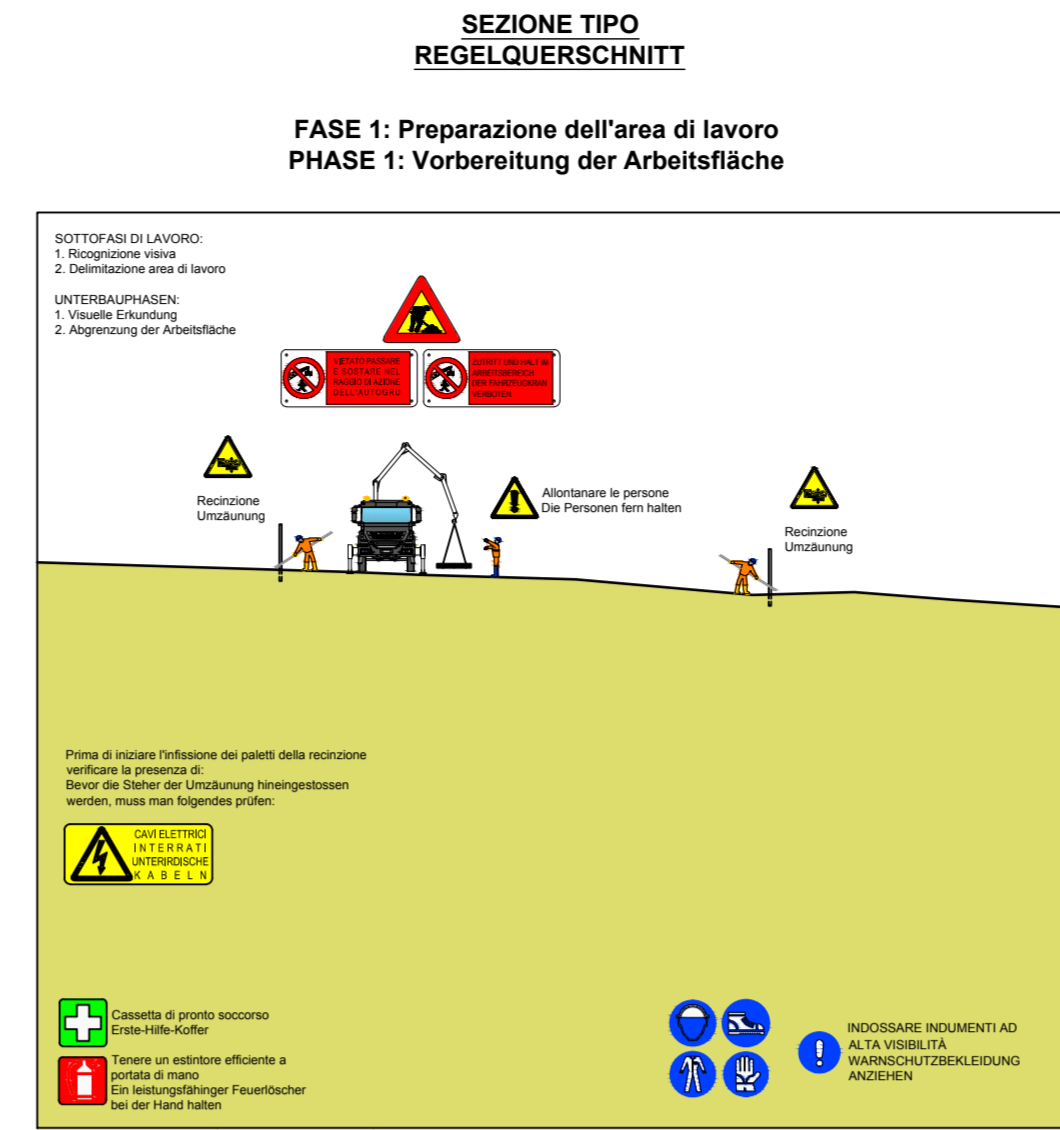 SEZIONE TIPO
REGELQUERSCHNITT
FASE 1: Preparazione dell'area di lavoro
PHASE 1: Vorbereitung der Arbeitsfläche
SOTTOFASI DI LAVORO:
1. Ricognizione visiva
2. Delimitazione area di lavoro
UNTERBAUPHASEN:
1. Visuelle Erkundung
2. Abgrenzung der Arbeitsfläche
VIETATO PASSARE
E SOSTARE NEL
RAGGIO DI AZIONE
DELL'AUTOGRU
ZUTRITT UND HALT IM
ARBEITSBEREICH
DER FAHRZEUGKRAN
VERBOTEN
Recinzione
Umzäunung
Allontanare le persone
Die Personen fern halten
Recinzione
Umzäunung
Prima di iniziare l'infissione dei paletti della recinzione
verificare la presenza di:
Bevor die Steher der Umzäunung hineingestossen
werden, muss man folgendes prüfen:
CAVI ELETTRICI
INTERRATI
UNTERIRDISCHE
KABELN
Cassetta di pronto soccorso
Erste-Hilfe-Koffer
Tenere un estintore efficiente a
portata di mano
Ein leistungsfähinger Feuerlöscher
bei der Hand halten
INDOSSARE INDUMENTI AD
ALTA VISIBILITÀ
WARNSCHUTZBEKLEIDUNG
ANZIEHEN